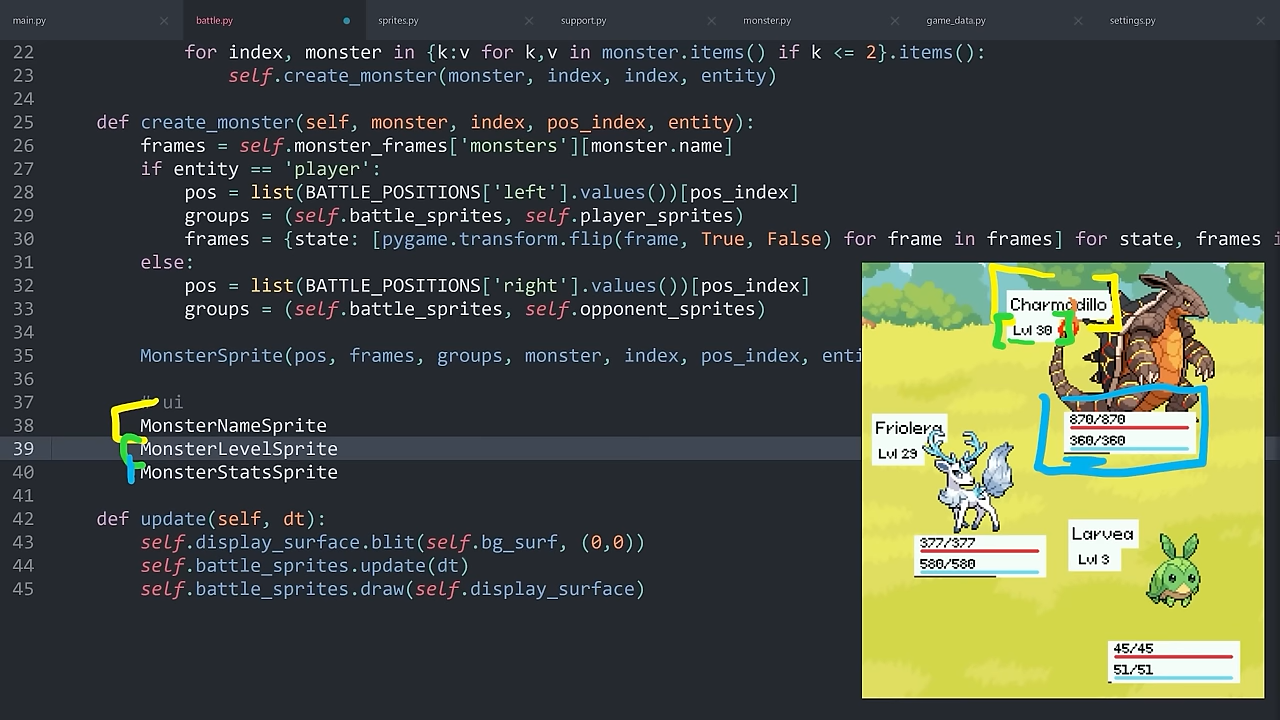 main.py battle.py sprites.py support.py monster.py game_data.py settings.py
22 for index, monster in {k:v for k,v in monster.items() if k <= 2}.items():
23 self.create_monster(monster, index, index, entity)
24
25 def create_monster(self, monster, index, pos_index, entity):
26 frames = self.monster_frames['monsters'][monster.name]
27 if entity == 'player':
28 pos = list(BATTLE_POSITIONS['left'].values())[pos_index]
29 groups = (self.battle_sprites, self.player_sprites)
30 frames = {state: [pygame.transform.flip(frame, True, False) for frame in frames] for state, frames i
31 else:
32 pos = list(BATTLE_POSITIONS['right'].values())[pos_index]
33 groups = (self.battle_sprites, self.opponent_sprites)
34
35 MonsterSprite(pos, frames, groups, monster, index, pos_index, enti
36
37 # ui
38 MonsterNameSprite
39 MonsterLevelSprite
40 MonsterStatsSprite
41
42 def update(self, dt):
43 self.display_surface.blit(self.bg_surf, (0,0))
44 self.battle_sprites.update(dt)
45 self.battle_sprites.draw(self.display_surface)
Charmadillo
Lvl 30
870/870
360/360
Friolera
Lvl 29
377/377
580/580
Larvea
Lvl 3
45/45
51/51